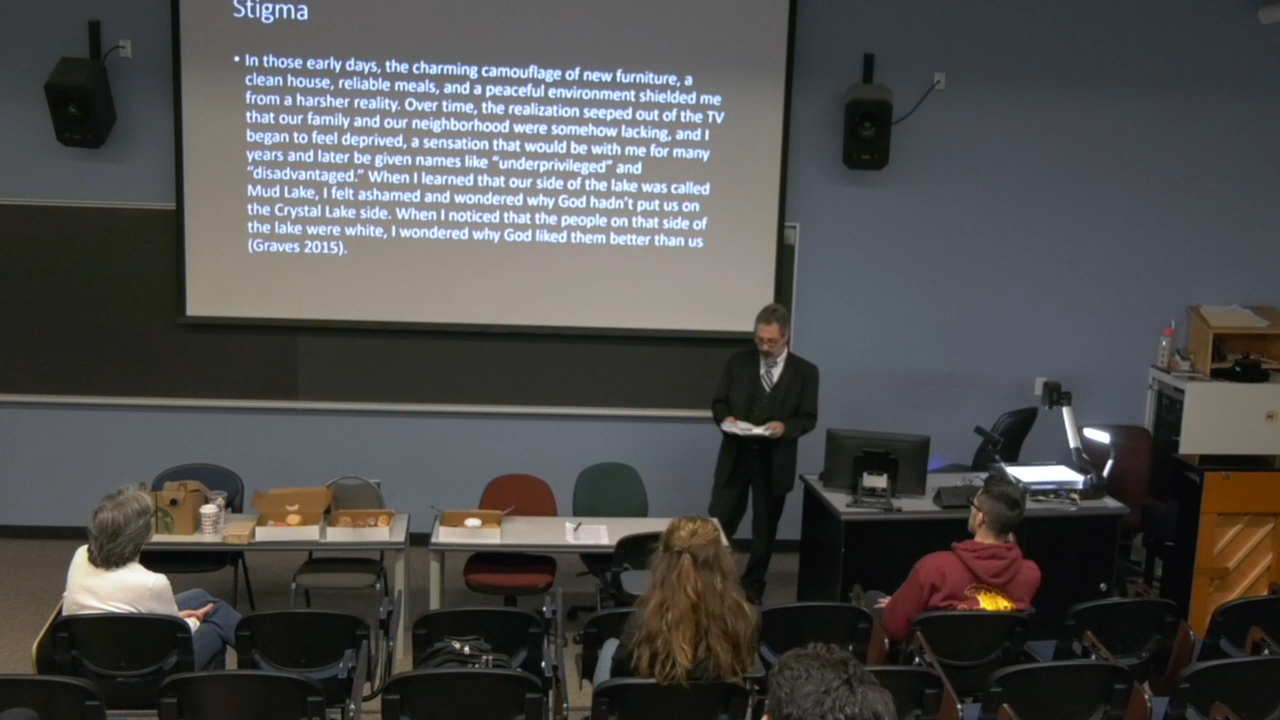 Stigma
• In those early days, the charming camouflage of new furniture, a
clean house, reliable meals, and a peaceful environment shielded me
from a harsher reality. Over time, the realization seeped out of the TV
that our family and our neighborhood were somehow lacking, and I
began to feel deprived, a sensation that would be with me for many
years and later be given names like “underprivileged” and
“disadvantaged.” When I learned that our side of the lake was called
Mud Lake, I felt ashamed and wondered why God hadn’t put us on
the Crystal Lake side. When I noticed that the people on that side of
the lake were white, I wondered why God liked them better than us
(Graves 2015).